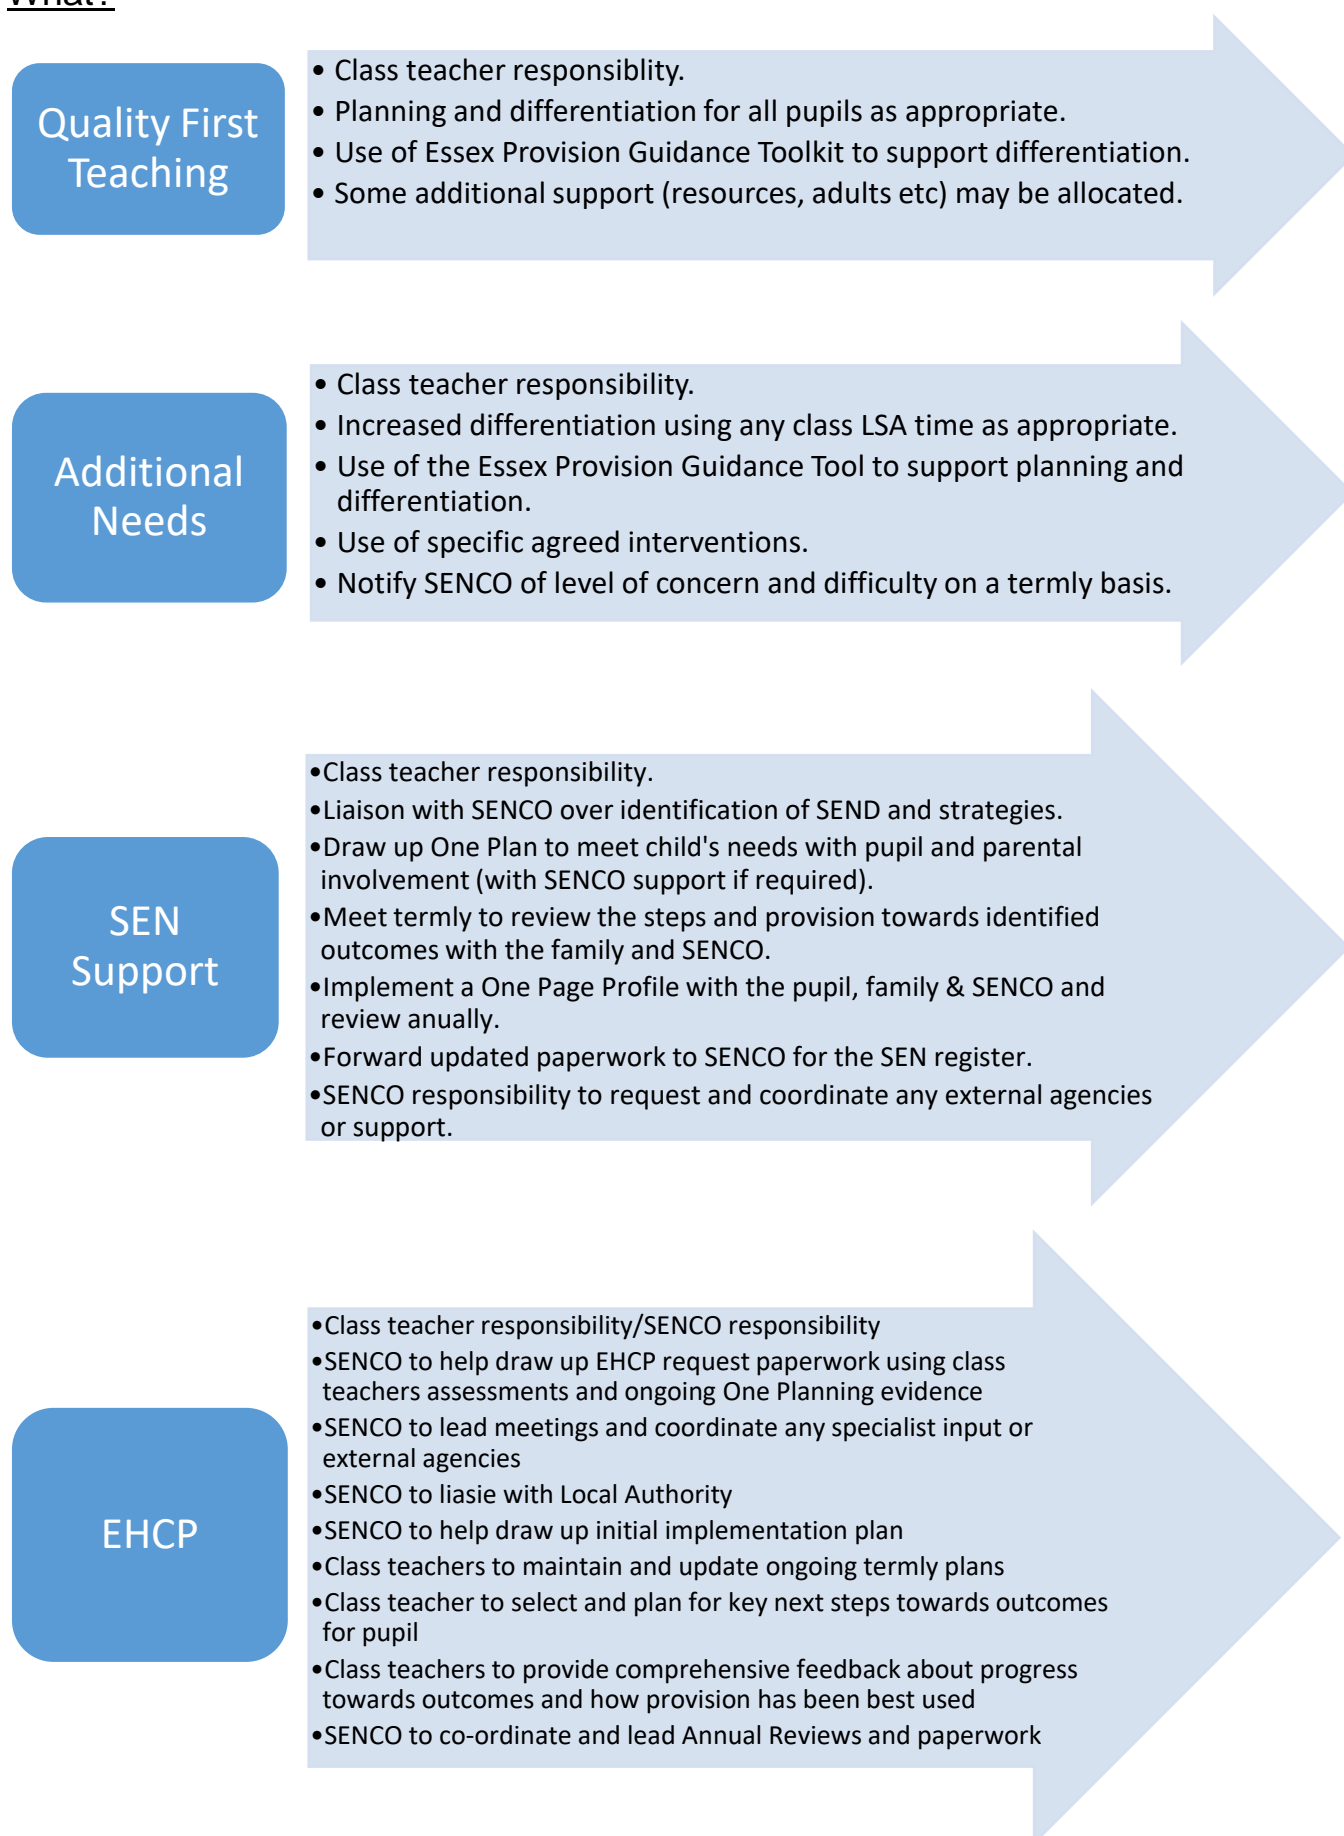 What?
Quality First
Teaching
• Class teacher responsiblity.
• Planning and differentiation for all pupils as appropriate.
• Use of Essex Provision Guidance Toolkit to support differentiation.
• Some additional support (resources, adults etc) may be allocated.
Additional
Needs
• Class teacher responsibility.
• Increased differentiation using any class LSA time as appropriate.
• Use of the Essex Provision Guidance Tool to support planning and
differentiation.
• Use of specific agreed interventions.
• Notify SENCO of level of concern and difficulty on a termly basis.
SEN
Support
•Class teacher responsibility.
•Liaison with SENCO over identification of SEND and strategies.
•Draw up One Plan to meet child's needs with pupil and parental
involvement (with SENCO support if required).
•Meet termly to review the steps and provision towards identified
outcomes with the family and SENCO.
•Implement a One Page Profile with the pupil, family & SENCO and
review anually.
•Forward updated paperwork to SENCO for the SEN register.
•SENCO responsibility to request and coordinate any external agencies
or support.
EHCP
•Class teacher responsibility/SENCO responsibility
•SENCO to help draw up EHCP request paperwork using class
teachers assessments and ongoing One Planning evidence
•SENCO to lead meetings and coordinate any specialist input or
external agencies
•SENCO to liasie with Local Authority
•SENCO to help draw up initial implementation plan
•Class teachers to maintain and update ongoing termly plans
•Class teacher to select and plan for key next steps towards outcomes
for pupil
•Class teachers to provide comprehensive feedback about progress
towards outcomes and how provision has been best used
•SENCO to co-ordinate and lead Annual Reviews and paperwork